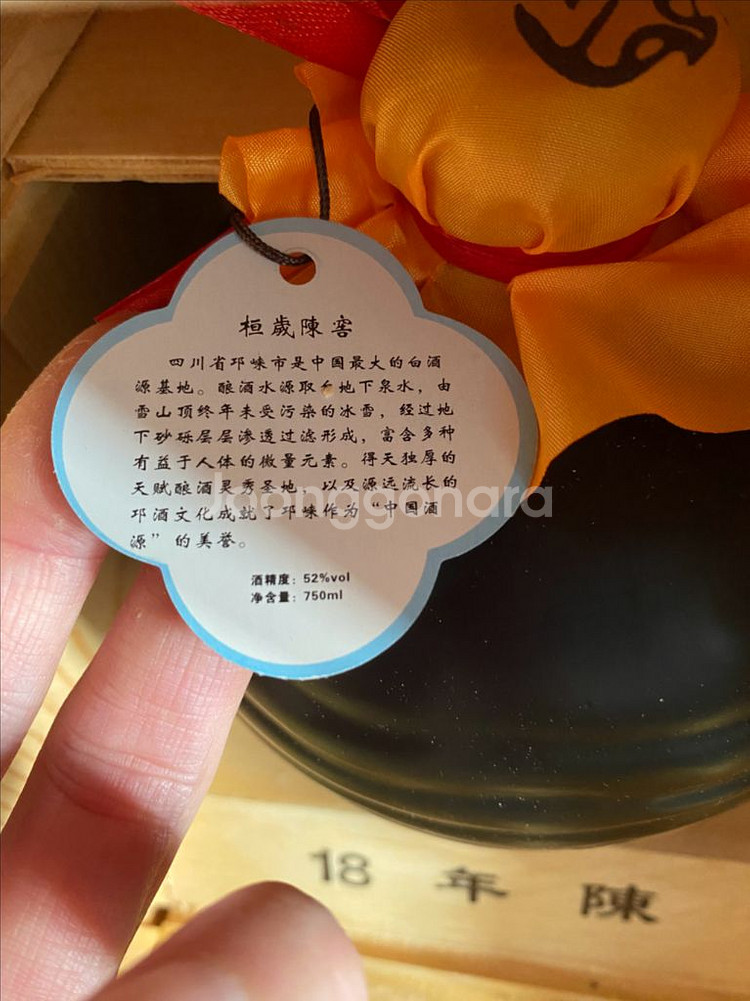 桓歲陳窖
四川省邛崃市是中国最大的白酒
源基地。酿酒水源取自地下泉水，由
雪山顶终年未受污染的冰雪，经过地
下砂砾层层渗透过滤形成，富含多种
有益于人体的微量元素。得天独厚的
天赋酿酒灵秀圣地，以及源远流长的
邛酒文化成就了邛崃作为“中国酒
源”的美誉。
酒精度：52%vol
净含量：750ml
Joonggonara
18年陳